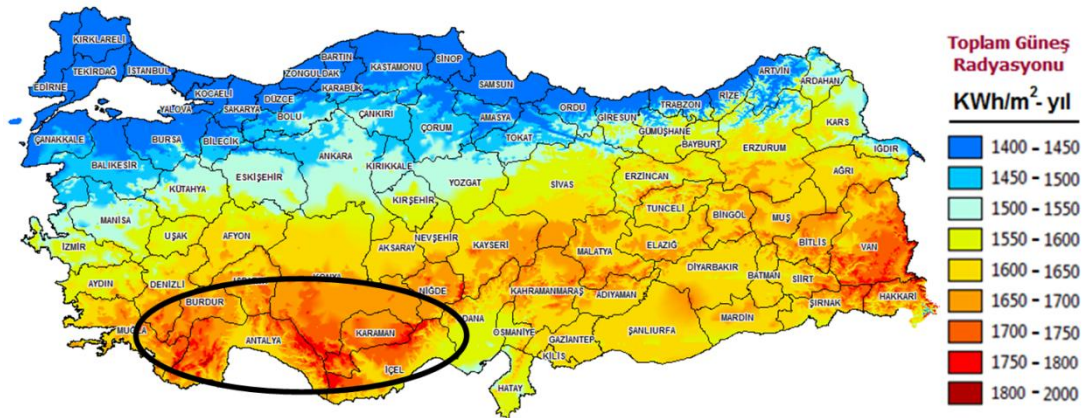 KIRKLARELİ
TEKİRDAĞ
İSTANBUL
EDİRNE
KOCAELİ
YALOVA
SAKARYA
DÜZCE
BOLU
ZONGULDAK
BARTIN
KARABÜK
KASTAMONU
SİNOP
SAMSUN
ÇANKIRI
ÇORUM
AMASYA
TOKAT
ORDU
GİRESUN
TRABZON
RİZE
ARTVİN
ARDAHAN
GÜMÜŞHANE
BAYBURT
ERZURUM
KARS
IĞDIR
AĞRI
ÇANAKKALE
BALIKESİR
BURSA
BİLECİK
KÜTAHYA
ESKİŞEHİR
ANKARA
KIRIKKALE
YOZGAT
KIRŞEHİR
SİVAS
ERZİNCAN
TUNCELİ
BİNGÖL
MUŞ
BİTLİS
VAN
MANİSA
İZMİR
UŞAK
AFYON
AKSARAY
NEVŞEHİR
KAYSERİ
MALATYA
ELAZIĞ
DİYARBAKIR
BATMAN
SİİRT
ŞIRNAK
HAKKARİ
AYDIN
DENİZLİ
BURDUR
KONYA
NİĞDE
KAHRAMANMARAŞ
ADIYAMAN
ŞANLIURFA
MARDİN
MUĞLA
ANTALYA
KARAMAN
İÇEL
DANA
OSMANİYE
GAZİANTEP
KİLİS
HATAY
Toplam Güneş
Radyasyonu
KWh/m²- yıl
1400 - 1450
1450 - 1500
1500 - 1550
1550 - 1600
1600 - 1650
1650 - 1700
1700 - 1750
1750 - 1800
1800 - 2000